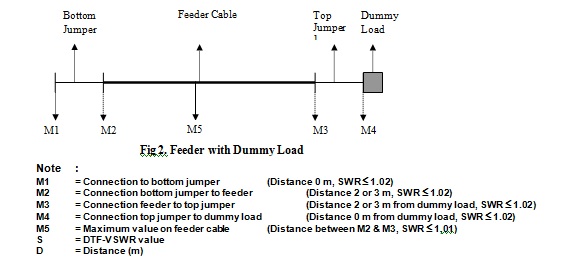 Bottom Jumper
Feeder Cable
Top Jumper 1
Dummy Load
M1
M2
M5
M3
M4
Fig 2. Feeder with Dummy Load
Note :
M1 = Connection to bottom jumper (Distance 0 m, SWR≤1.02)
M2 = Connection bottom jumper to feeder (Distance 2 or 3 m, SWR≤1.02)
M3 = Connection feeder to top jumper (Distance 2 or 3 m from dummy load, SWR≤1.02)
M4 = Connection top jumper to dummy load (Distance 0 m from dummy load, SWR≤1.02)
M5 = Maximum value on feeder cable (Distance between M2 & M3, SWR≤1,01)
S = DTF-VSWR value
D = Distance (m)